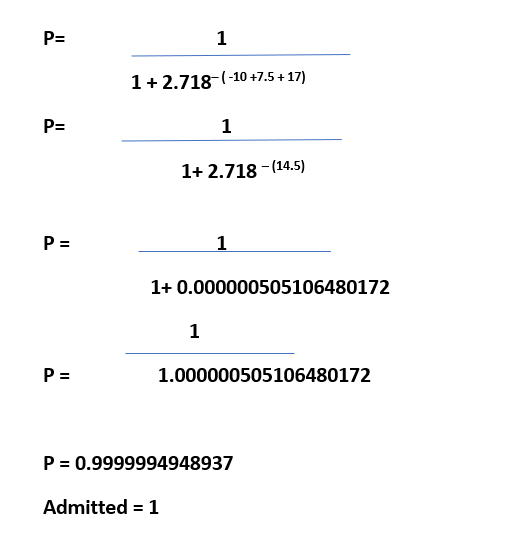 P= 1
1 + 2.718– ( -10 +7.5 + 17)
P= 1
1+ 2.718 – (14.5)
P = 1
1+ 0.000000505106480172
1
P = 1.000000505106480172
P = 0.9999994948937
Admitted = 1